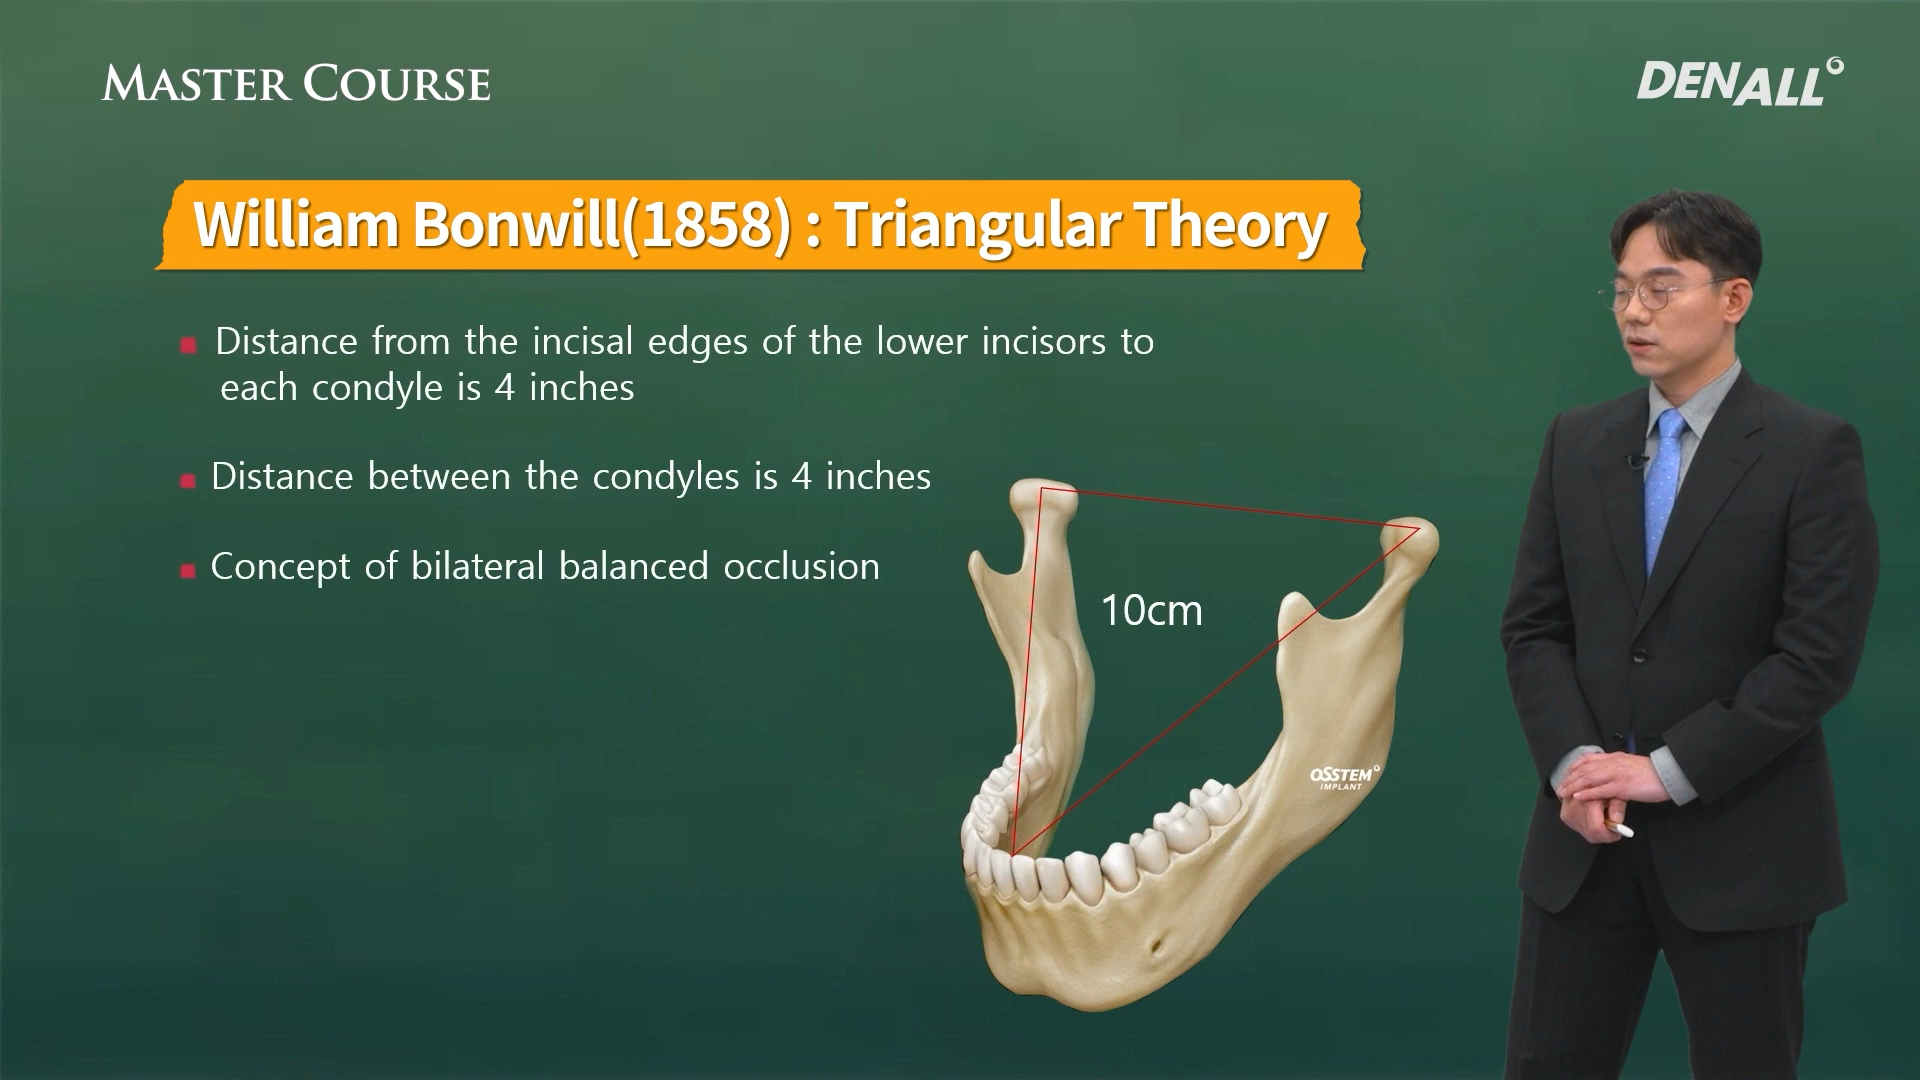 MASTER COURSE
DENALL
William Bonwill(1858) : Triangular Theory
Distance from the incisal edges of the lower incisors to
each condyle is 4 inches
Distance between the condyles is 4 inches
Concept of bilateral balanced occlusion
10cm
OSSTEM
IMPLANT